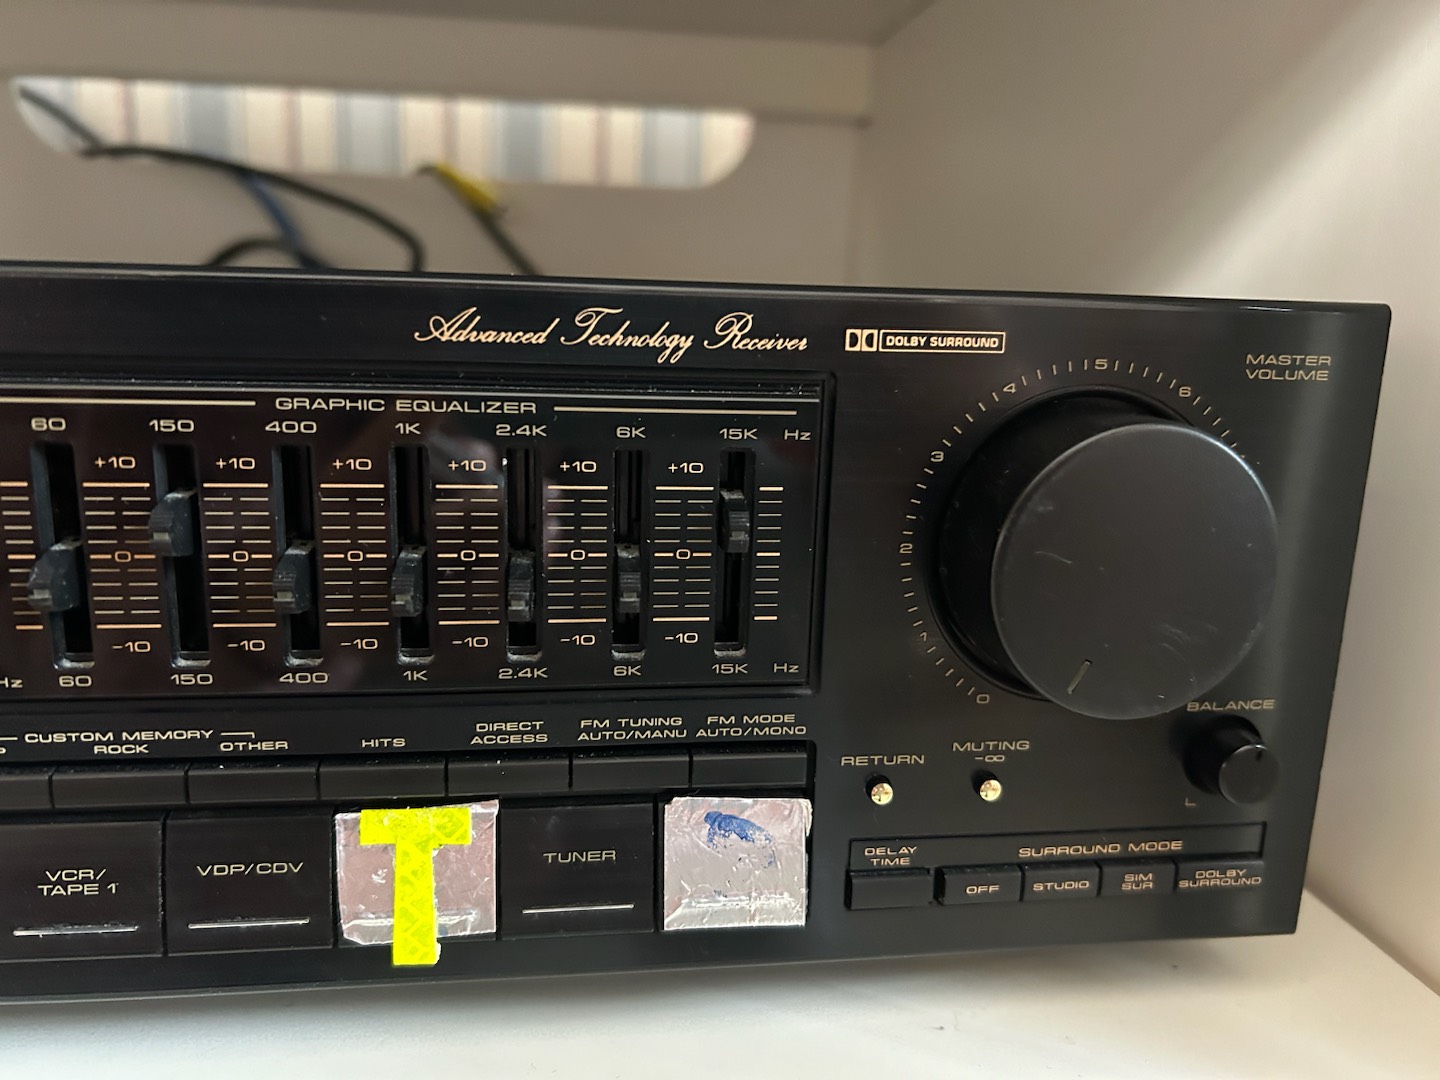 Advanced Technology Receiver
DOLBY SURROUND
MASTER
VOLUME
GRAPHIC EQUALIZER
60 150 400 1K 2.4K 6K 15K Hz
+10 +10 +10 +10 +10 +10
0 0 0 0 0 0
-10 -10 -10 -10 -10 -10
Hz 60 150 400 1K 2.4K 6K 15K Hz
0 1 2 3 4 5 6
BALANCE
L
CUSTOM MEMORY
ROCK OTHER
HITS
DIRECT
ACCESS
FM TUNING
AUTO/MANU
FM MODE
AUTO/MONO
RETURN
MUTING
-∞
VCR/
TAPE 1
VDP/CDV
T
TUNER
DELAY
TIME
SURROUND MODE
OFF
STUDIO
SIM
SUR
DOLBY
SURROUND